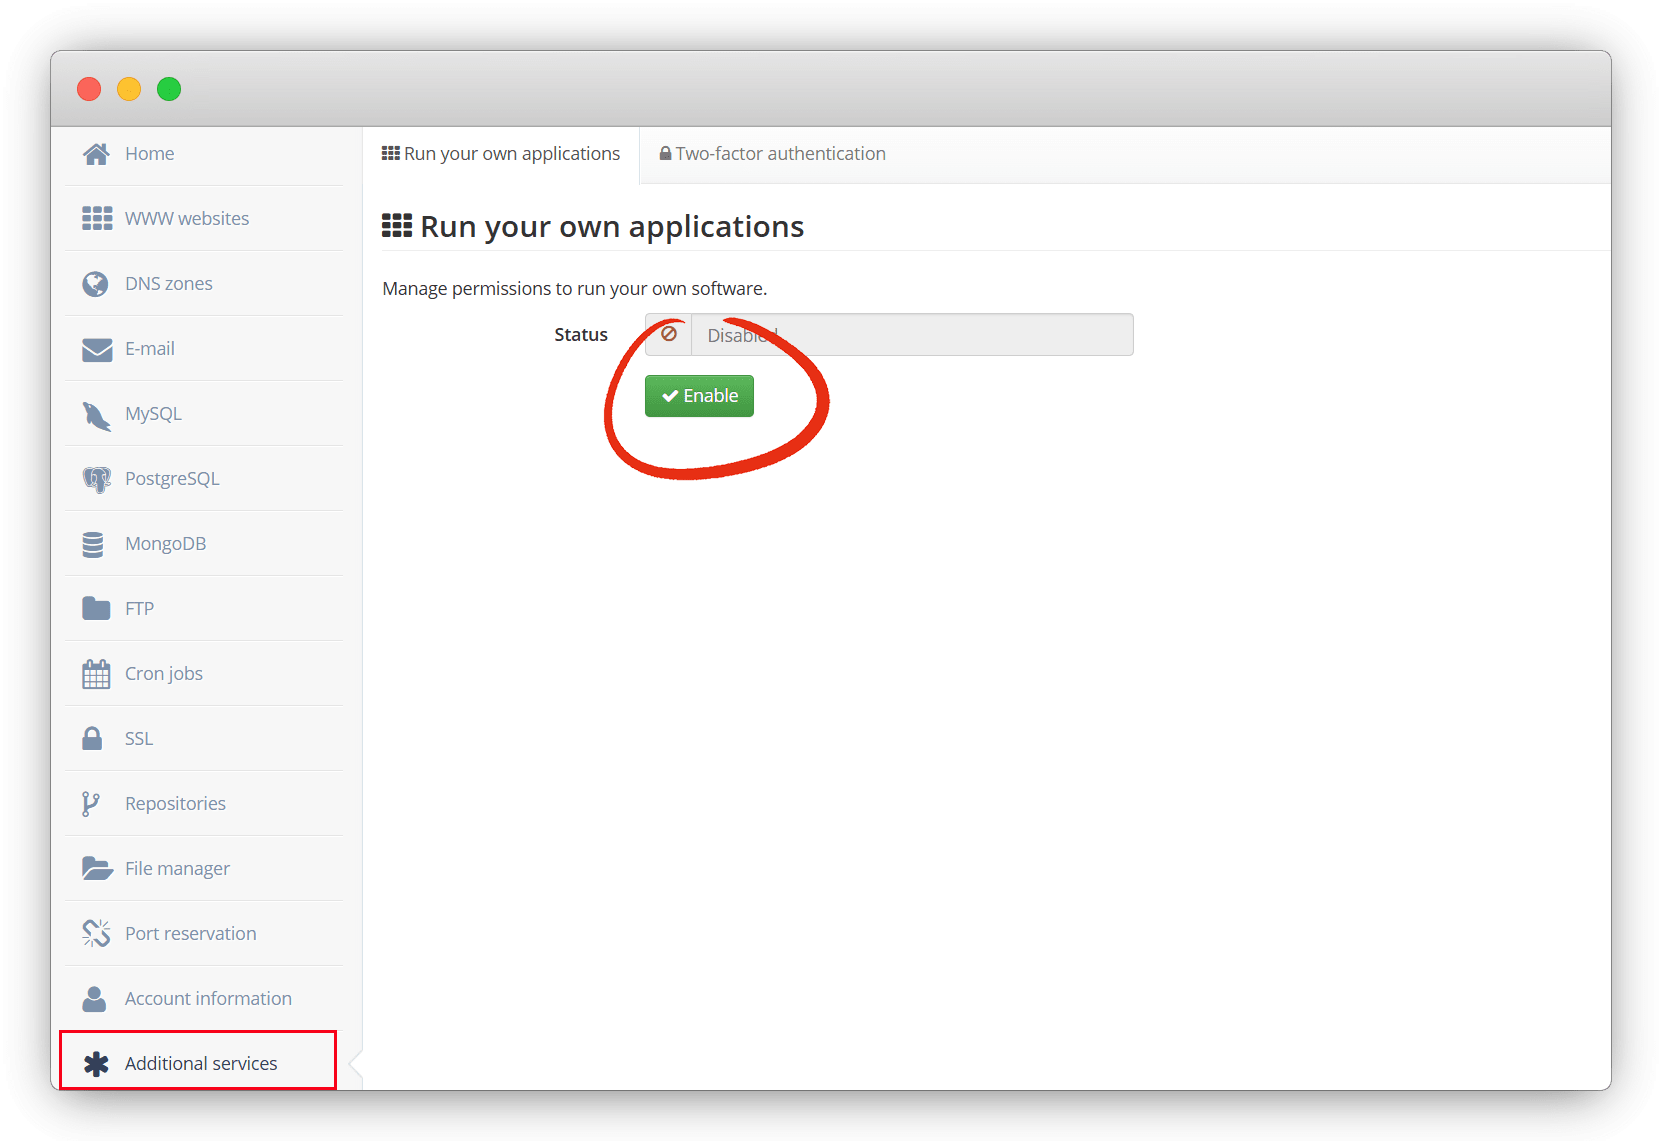 Home
WWW websites
DNS zones
E-mail
MySQL
PostgreSQL
MongoDB
FTP
Cron jobs
SSL
Repositories
File manager
Port reservation
Account information
Additional services
Run your own applications
Two-factor authentication
Run your own applications
Manage permissions to run your own software.
Status
Disabled
Enable